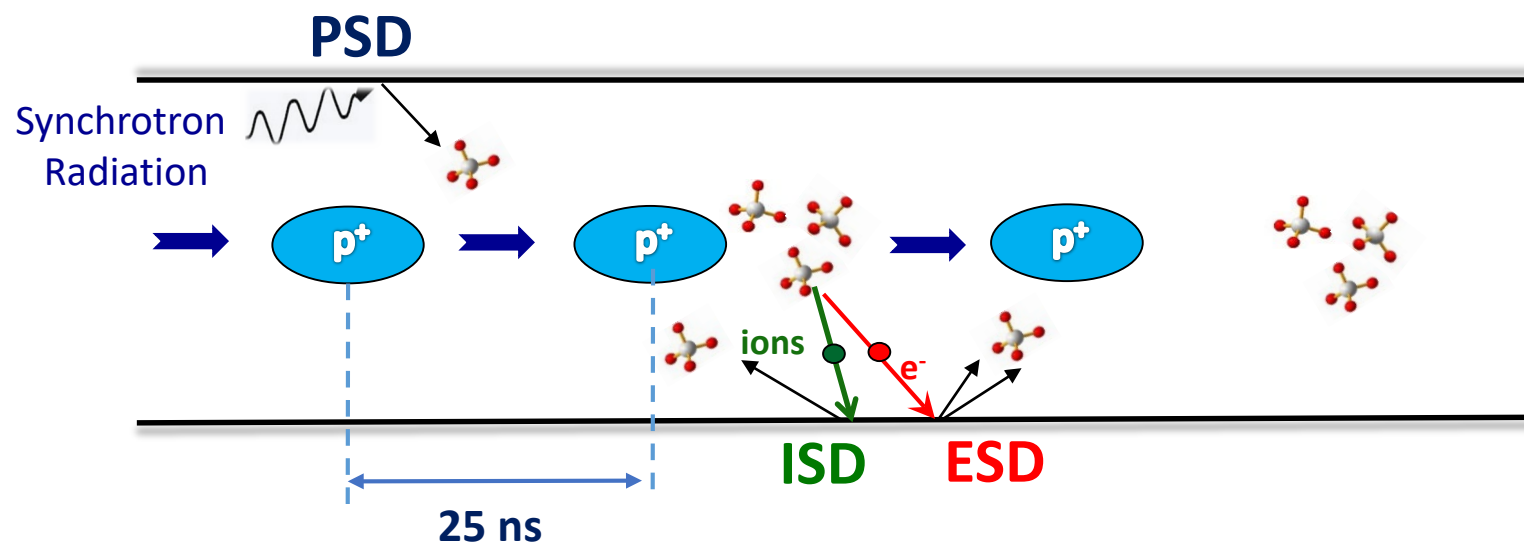 PSD
Synchrotron
Radiation
p+
p+
p+
ions
e-
ISD
ESD
25 ns